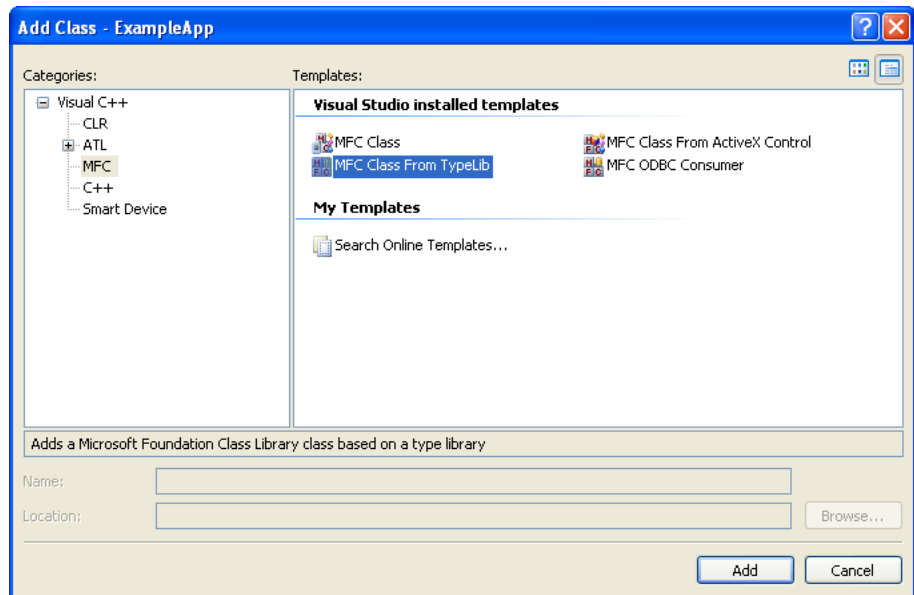 Add Class - ExampleApp
Categories:
Templates:
Visual C++
CLR
ATL
MFC
C++
Smart Device
Visual Studio installed templates
MFC Class
MFC Class From ActiveX Control
MFC Class From TypeLib
MFC ODBC Consumer
My Templates
Search Online Templates...
Adds a Microsoft Foundation Class Library class based on a type library
Name:
Location:
Browse...
Add
Cancel